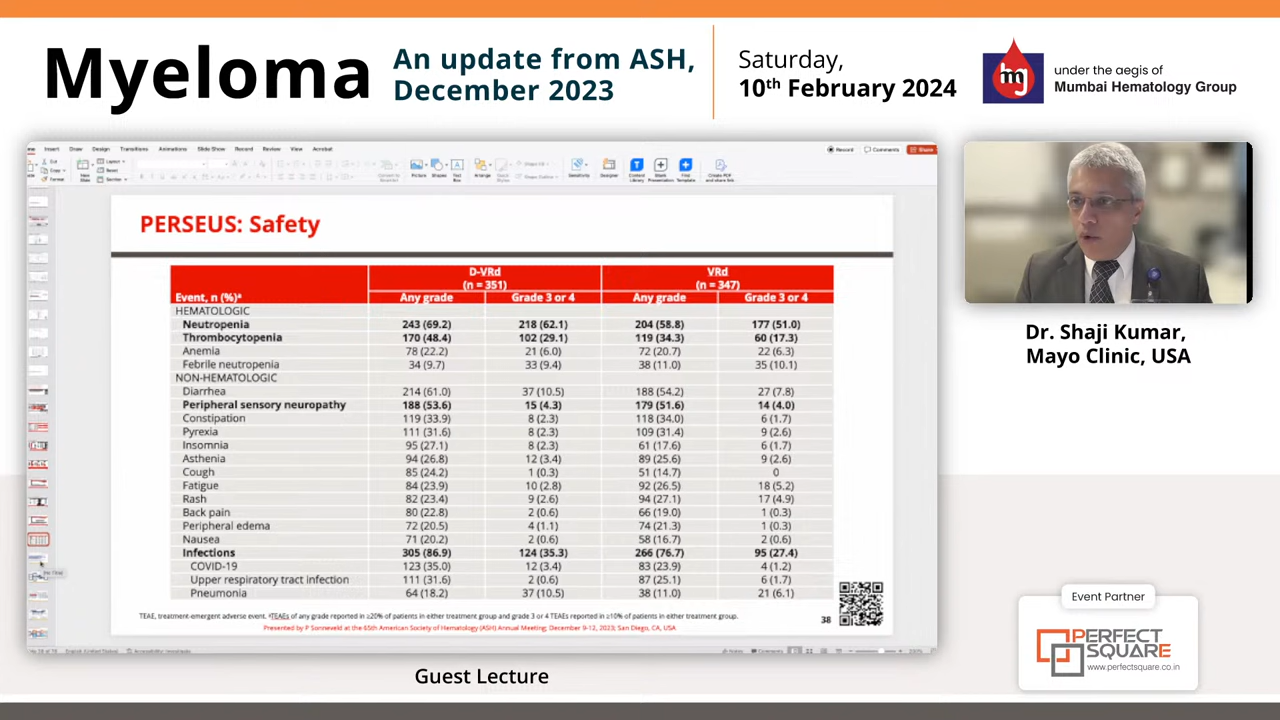 Myeloma
An update from ASH,
December 2023
Saturday,
10th February 2024
mj
under the aegis of
Mumbai Hematology Group
Insert Draw Design Transitions Animations Slide Show Record Review View Acrobat
Record Comments Share
PERSEUS: Safety
Event, n (%)ª D-VRd (n = 351) VRd (n = 347)
Any grade Grade 3 or 4 Any grade Grade 3 or 4
HEMATOLOGIC
Neutropenia 243 (69.2) 218 (62.1) 204 (58.8) 177 (51.0)
Thrombocytopenia 170 (48.4) 102 (29.1) 119 (34.3) 60 (17.3)
Anemia 78 (22.2) 21 (6.0) 72 (20.7) 22 (6.3)
Febrile neutropenia 34 (9.7) 33 (9.4) 38 (11.0) 35 (10.1)
NON-HEMATOLOGIC
Diarrhea 214 (61.0) 37 (10.5) 188 (54.2) 27 (7.8)
Peripheral sensory neuropathy 188 (53.6) 15 (4.3) 179 (51.6) 14 (4.0)
Constipation 119 (33.9) 8 (2.3) 118 (34.0) 6 (1.7)
Pyrexia 111 (31.6) 8 (2.3) 109 (31.4) 9 (2.6)
Insomnia 95 (27.1) 8 (2.3) 61 (17.6) 6 (1.7)
Asthenia 94 (26.8) 12 (3.4) 89 (25.6) 9 (2.6)
Cough 85 (24.2) 1 (0.3) 51 (14.7) 0
Fatigue 84 (23.9) 10 (2.8) 92 (26.5) 18 (5.2)
Rash 82 (23.4) 9 (2.6) 94 (27.1) 17 (4.9)
Back pain 80 (22.8) 2 (0.6) 66 (19.0) 1 (0.3)
Peripheral edema 72 (20.5) 4 (1.1) 74 (21.3) 1 (0.3)
Nausea 71 (20.2) 2 (0.6) 58 (16.7) 2 (0.6)
Infections 305 (86.9) 124 (35.3) 266 (76.7) 95 (27.4)
COVID-19 123 (35.0) 12 (3.4) 83 (23.9) 4 (1.2)
Upper respiratory tract infection 111 (31.6) 2 (0.6) 87 (25.1) 6 (1.7)
Pneumonia 64 (18.2) 37 (10.5) 38 (11.0) 21 (6.1)
TEAE, treatment-emergent adverse event. ªTEAEs of any grade reported in ≥20% of patients in either treatment group and grade 3 or 4 TEAEs reported in ≥10% of patients in either treatment group.
Presented by P Sonneveld at the 65th American Society of Hematology (ASH) Annual Meeting; December 9-12, 2023; San Diego, CA, USA
38
Dr. Shaji Kumar,
Mayo Clinic, USA
Event Partner
PERFECT
SQUARE
www.perfectsquare.co.in
Guest Lecture